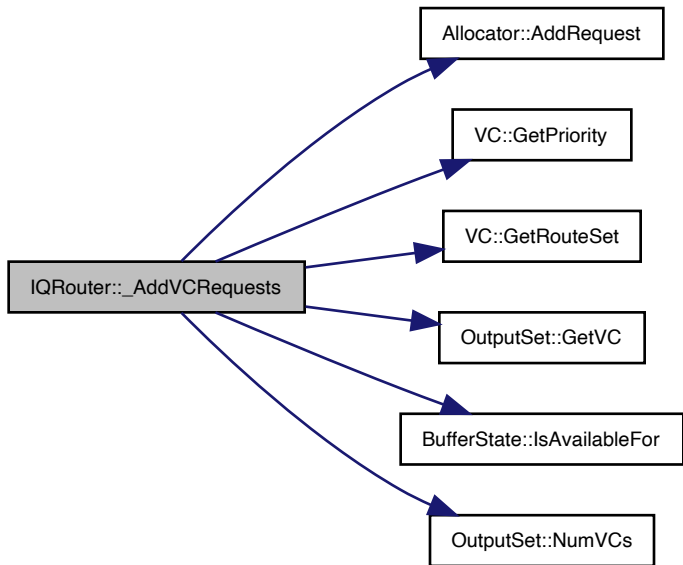 Allocator::AddRequest
VC::GetPriority
VC::GetRouteSet
IQRouter::_AddVCRequests
OutputSet::GetVC
BufferState::IsAvailableFor
OutputSet::NumVCs